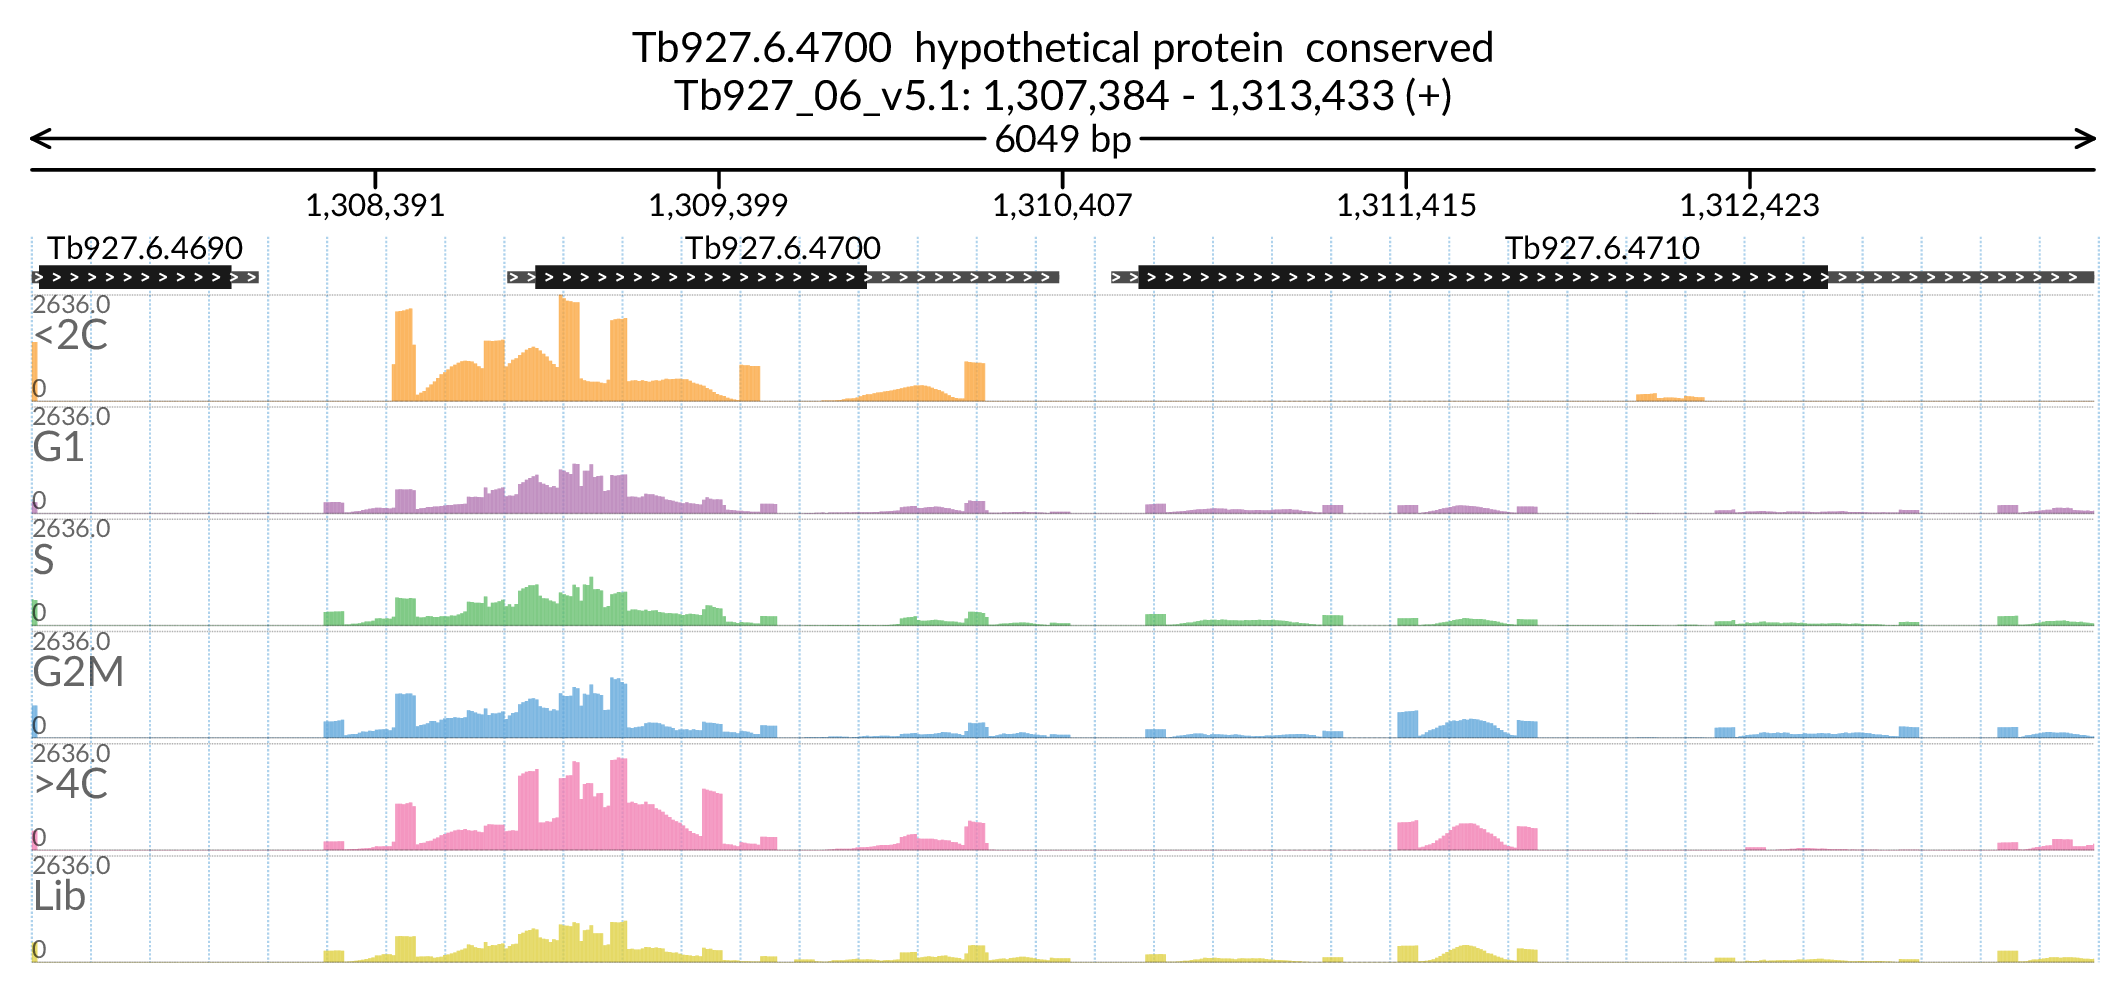 Tb927.6.4700  hypothetical protein  conserved
Tb927_06_v5.1: 1,307,384 - 1,313,433 (+)
6049 bp
1,308,391 1,309,399 1,310,407 1,311,415 1,312,423
Tb927.6.4690 Tb927.6.4700 Tb927.6.4710
2636.0
<2C
0
2636.0
G1
0
2636.0
S
0
2636.0
G2M
0
2636.0
>4C
0
2636.0
Lib
0